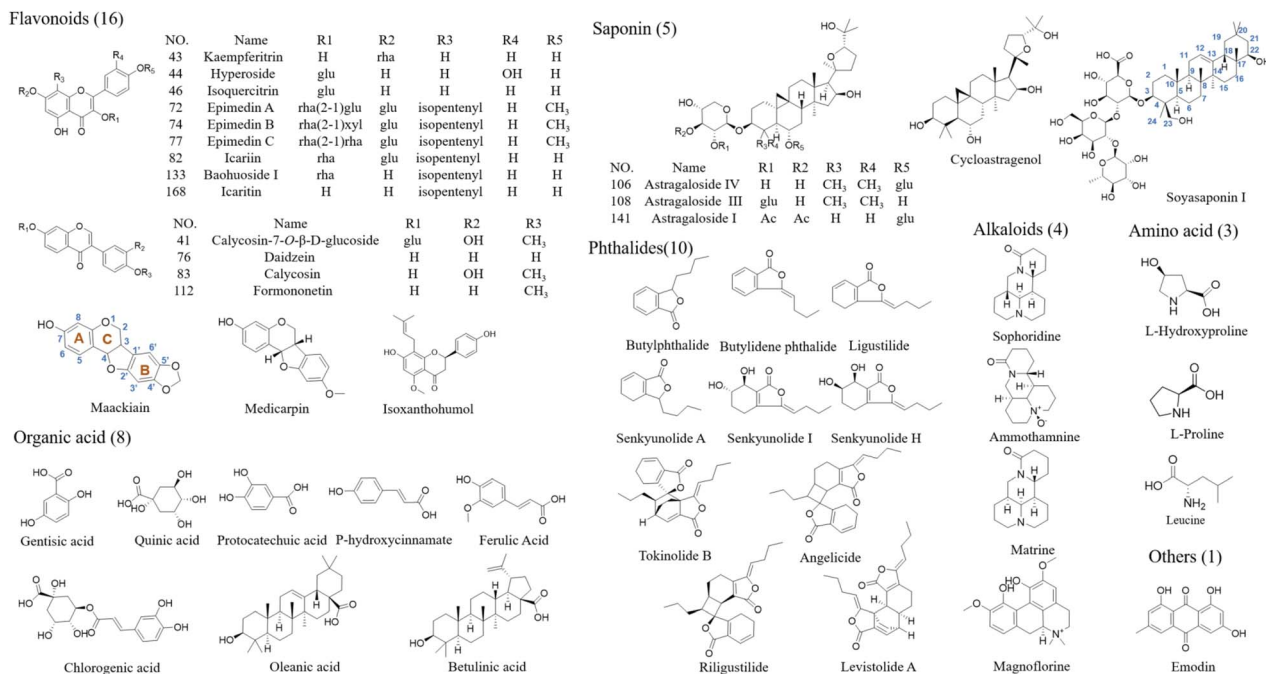 Flavonoids (16)
NO. Name R1 R2 R3 R4 R5
43 Kaempferitrin H rha H H H
44 Hyperoside glu H H OH H
46 Isoquercitrin glu H H H H
72 Epimedin A rha(2-1)glu glu isopentenyl H CH3
74 Epimedin B rha(2-1)xyl glu isopentenyl H CH3
77 Epimedin C rha(2-1)rha glu isopentenyl H CH3
82 Icariin rha glu isopentenyl H H
133 Baohuoside I rha H isopentenyl H H
168 Icaritin H H isopentenyl H H
NO. Name R1 R2 R3
41 Calycosin-7-O-β-D-glucoside glu OH CH3
76 Daidzein H H H
83 Calycosin H OH CH3
112 Formononetin H H CH3
Maackiain Medicarpin Isoxanthohumol
Organic acid (8)
Gentisic acid Quinic acid Protocatechuic acid P-hydroxycinnamate Ferulic Acid
Chlorogenic acid Oleanic acid Betulinic acid
Saponin (5)
Cycloastragenol
Soyasaponin I
NO. Name R1 R2 R3 R4 R5
106 Astragaloside IV H H CH3 CH3 glu
108 Astragaloside III glu H CH3 CH3 H
141 Astragaloside I Ac Ac H H glu
Phthalides(10)
Butylphthalide Butylidene phthalide Ligustilide
Senkyunolide A Senkyunolide I Senkyunolide H
Tokinolide B Angelicide
Riligustilide Levistolide A
Alkaloids (4)
Sophoridine
Ammothamnine
Matrine
Magnoflorine
Amino acid (3)
L-Hydroxyproline
L-Proline
Leucine
Others (1)
Emodin